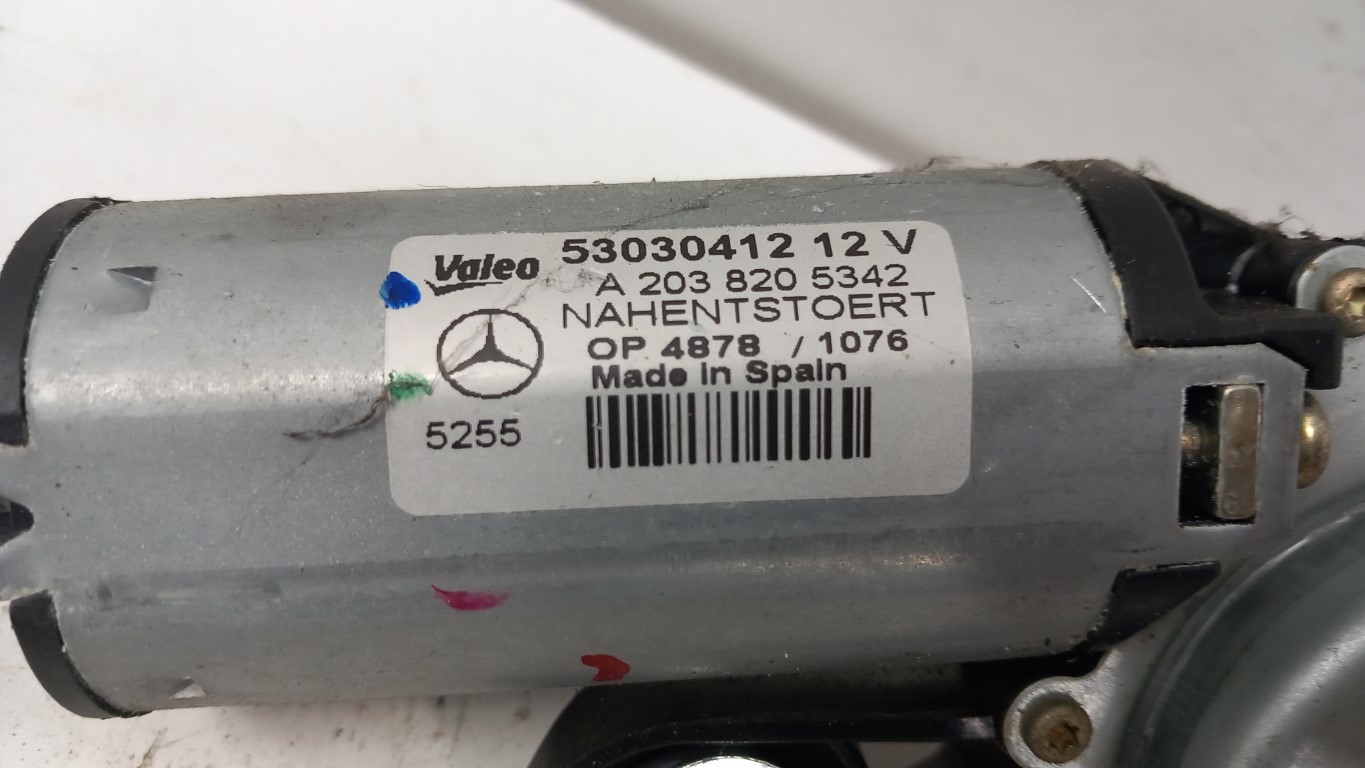 Valeo 53030412 12 V
A 203 820 5342
NAHENTSTOERT
OP 4878 / 1076
Made in Spain
5255